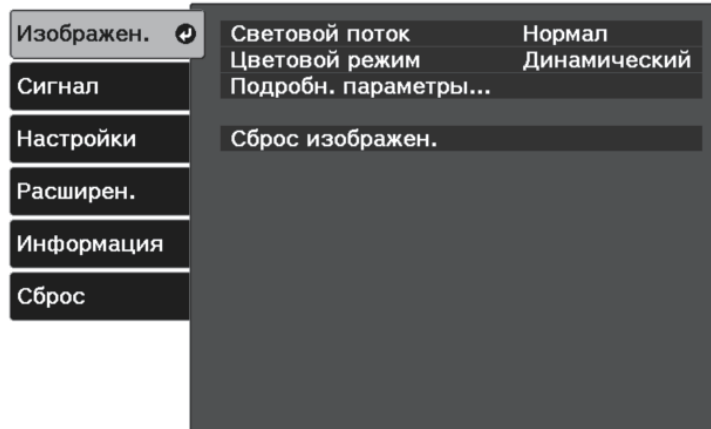 Изображен.
Сигнал
Настройки
Расширен.
Информация
Сброс
Световой поток Нормал
Цветовой режим Динамический
Подробн. параметры...
Сброс изображен.